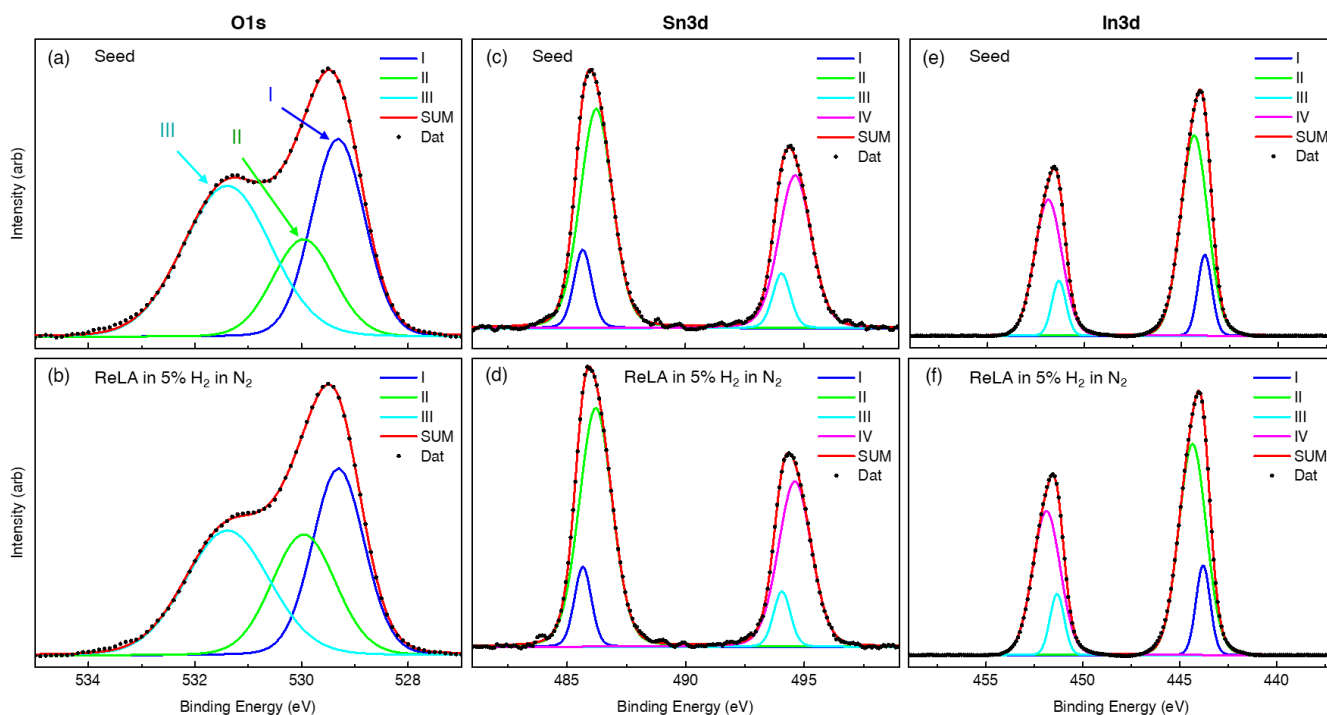 O1s
Sn3d
In3d
(a) Seed
I
II
III
SUM
Dat
I
II
III
(c) Seed
I
II
III
IV
SUM
Dat
(e) Seed
I
II
III
IV
SUM
Dat
Intensity (arb)
(b) ReLA in 5% H₂ in N₂
I
II
III
SUM
Dat
(d) ReLA in 5% H₂ in N₂
I
II
III
IV
SUM
Dat
(f) ReLA in 5% H₂ in N₂
I
II
III
IV
SUM
Dat
Intensity (arb)
534 532 530 528
485 490 495
455 450 445 440
Binding Energy (eV)
Binding Energy (eV)
Binding Energy (eV)